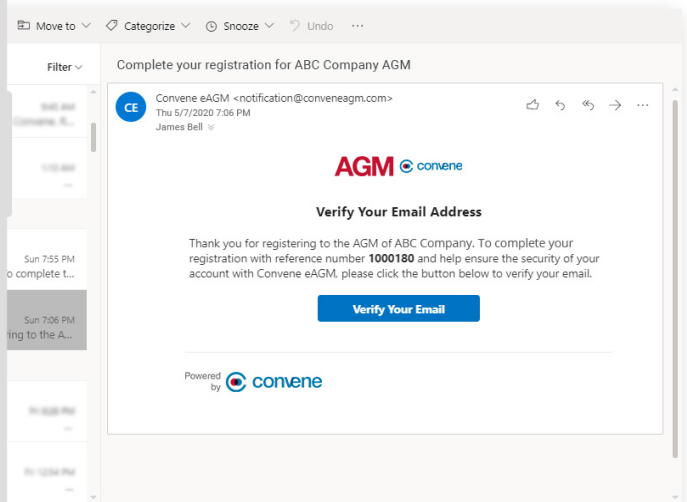 Move to
Categorize
Snooze
Undo
Filter
Complete your registration for ABC Company AGM
CE
Convene eAGM <notification@conveneagm.com>
Thu 5/7/2020 7:06 PM
James Bell
AGM convene
Verify Your Email Address
Thank you for registering to the AGM of ABC Company. To complete your
registration with reference number 1000180 and help ensure the security of your
account with Convene eAGM, please click the button below to verify your email.
Verify Your Email
Powered
by convene
Sun 7:55 PM
o complete t...
Sun 7:06 PM
ring to the A...